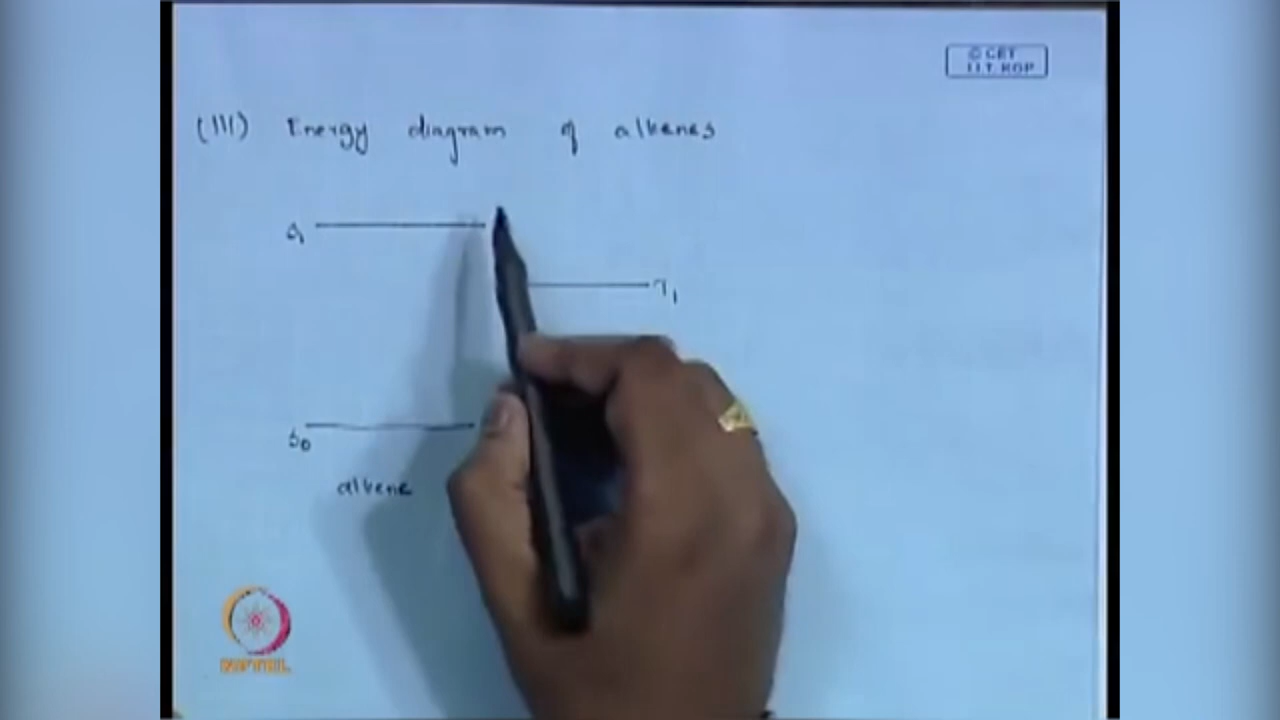 © CET
I.I.T. KGP
(III) Energy diagram of alkenes
S1
T1
S0
alkene
NPTEL